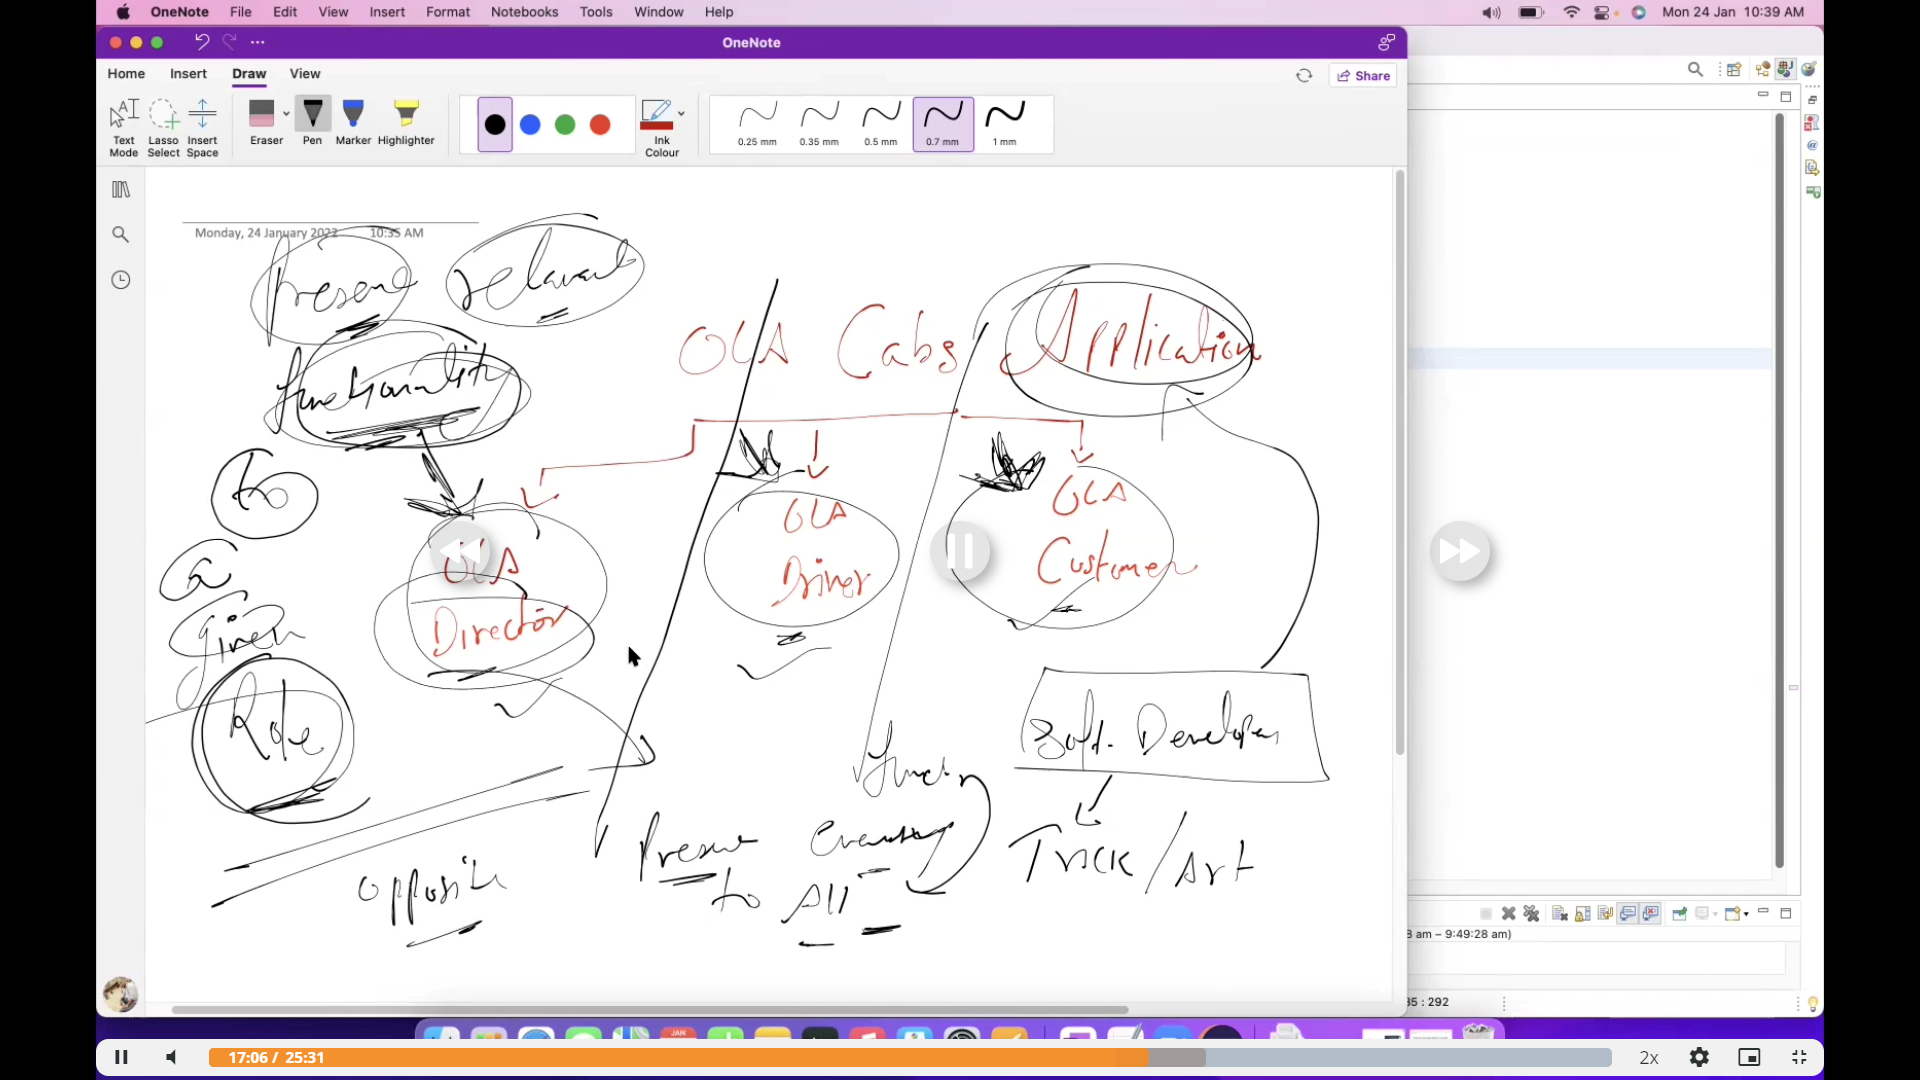 OneNote File Edit View Insert Format Notebooks Tools Window Help Mon 24 Jan 10:39 AM
OneNote
Home Insert Draw View Share
Text Mode
Lasso Select
Insert Space
Eraser
Pen
Marker
Highlighter
Ink Colour
0.25 mm
0.35 mm
0.5 mm
0.7 mm
1 mm
Monday, 24 January 2022 10:35 AM
Present relevant
functionality
to
a
given
Role
OLA Cabs Application
OLA
Director
OLA
Driver
OLA
Customer
Soft. Developer
Trick/Art
opposite
Present everything
to All
8 am – 9:49:28 am)
35 : 292
JAN
17:06 / 25:31
2x